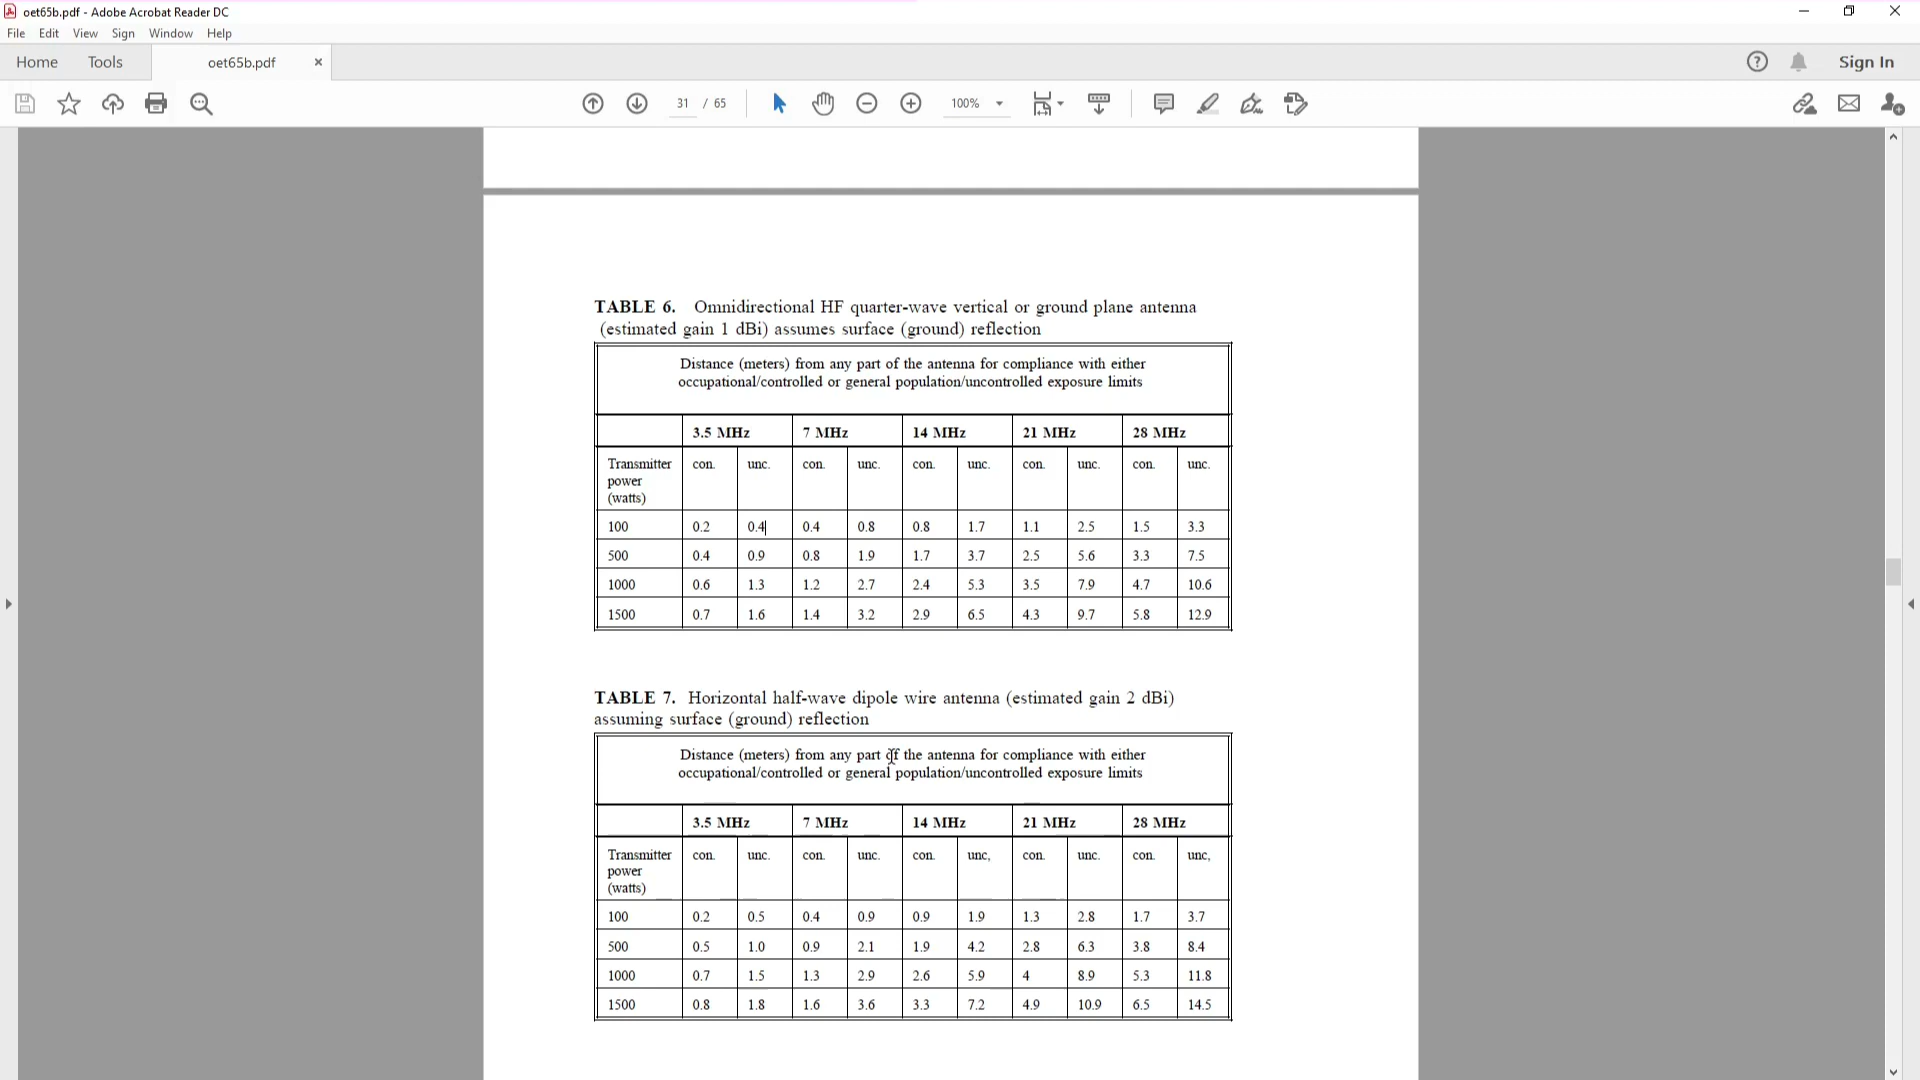 oet65b.pdf - Adobe Acrobat Reader DC
File Edit View Sign Window Help
Home Tools oet65b.pdf × Sign In
31 / 65 100%
TABLE 6. Omnidirectional HF quarter-wave vertical or ground plane antenna
(estimated gain 1 dBi) assumes surface (ground) reflection
Distance (meters) from any part of the antenna for compliance with either
occupational/controlled or general population/uncontrolled exposure limits
3.5 MHz 7 MHz 14 MHz 21 MHz 28 MHz
Transmitter con. unc. con. unc. con. unc. con. unc. con. unc.
power
(watts)
100 0.2 0.4 0.4 0.8 0.8 1.7 1.1 2.5 1.5 3.3
500 0.4 0.9 0.8 1.9 1.7 3.7 2.5 5.6 3.3 7.5
1000 0.6 1.3 1.2 2.7 2.4 5.3 3.5 7.9 4.7 10.6
1500 0.7 1.6 1.4 3.2 2.9 6.5 4.3 9.7 5.8 12.9
TABLE 7. Horizontal half-wave dipole wire antenna (estimated gain 2 dBi)
assuming surface (ground) reflection
Distance (meters) from any part of the antenna for compliance with either
occupational/controlled or general population/uncontrolled exposure limits
3.5 MHz 7 MHz 14 MHz 21 MHz 28 MHz
Transmitter con. unc. con. unc. con. unc, con. unc. con. unc,
power
(watts)
100 0.2 0.5 0.4 0.9 0.9 1.9 1.3 2.8 1.7 3.7
500 0.5 1.0 0.9 2.1 1.9 4.2 2.8 6.3 3.8 8.4
1000 0.7 1.5 1.3 2.9 2.6 5.9 4 8.9 5.3 11.8
1500 0.8 1.8 1.6 3.6 3.3 7.2 4.9 10.9 6.5 14.5